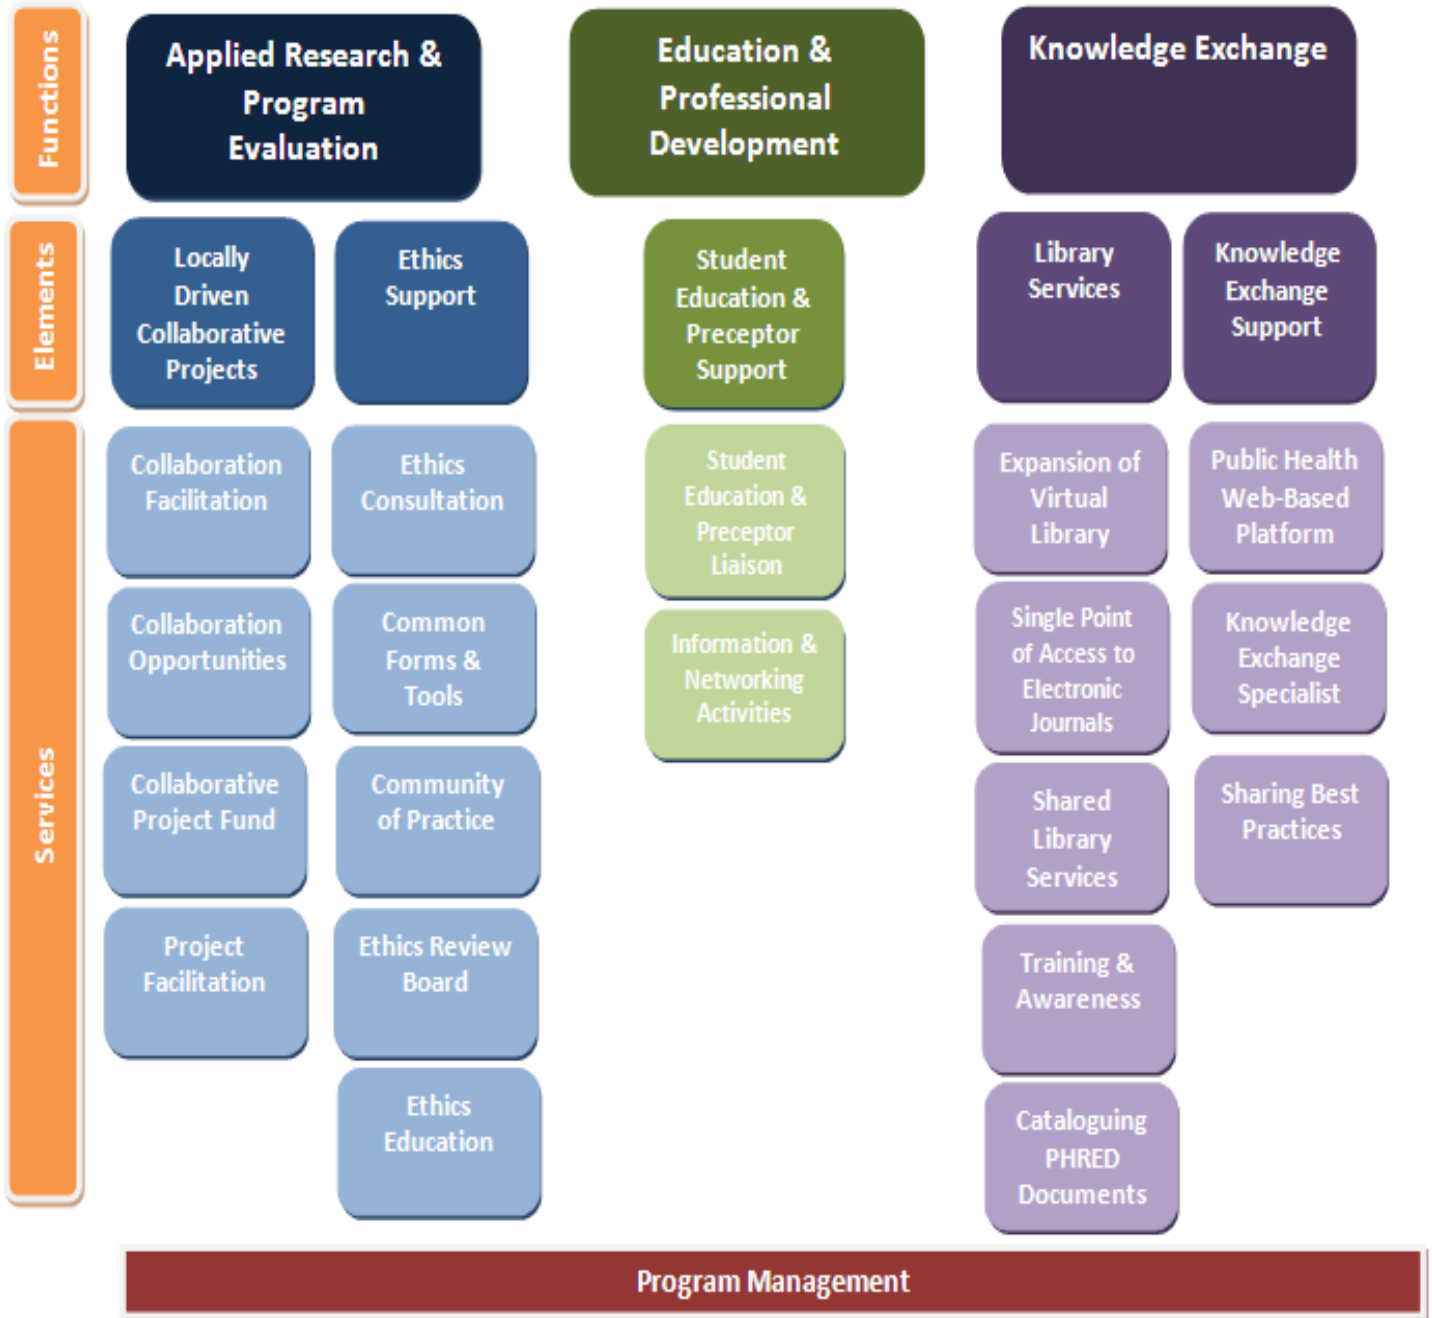 Functions
Applied Research &
Program
Evaluation
Education &
Professional
Development
Knowledge Exchange
Elements
Locally
Driven
Collaborative
Projects
Ethics
Support
Student
Education &
Preceptor
Support
Library
Services
Knowledge
Exchange
Support
Services
Collaboration
Facilitation
Collaboration
Opportunities
Collaborative
Project Fund
Project
Facilitation
Ethics
Consultation
Common
Forms &
Tools
Community
of Practice
Ethics Review
Board
Ethics
Education
Student
Education &
Preceptor
Liaison
Information &
Networking
Activities
Expansion of
Virtual
Library
Single Point
of Access to
Electronic
Journals
Shared
Library
Services
Training &
Awareness
Cataloguing
PHRED
Documents
Public Health
Web-Based
Platform
Knowledge
Exchange
Specialist
Sharing Best
Practices
Program Management